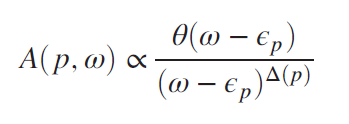 A(p, ω) ∝ θ(ω − ϵ_p) / (ω − ϵ_p)^Δ(p)